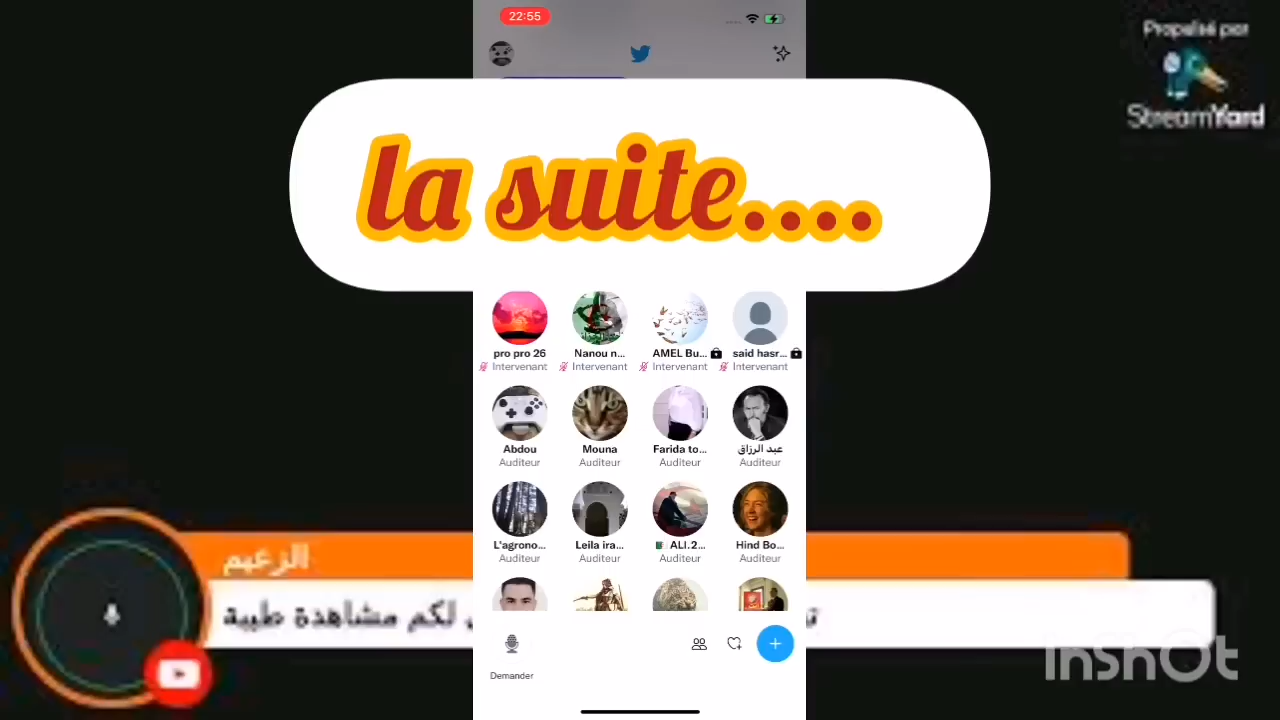 22:55
Propulsé par
StreamYard
la suite....
pro pro 26
Nanou n...
AMEL Bu...
said hasr...
Intervenant
Intervenant
Intervenant
Intervenant
Abdou
Mouna
Farida to...
عبد الرزاق
Auditeur
Auditeur
Auditeur
Auditeur
L'agrono...
Leila ira...
ALI.2...
Hind Bo...
Auditeur
Auditeur
Auditeur
Auditeur
الزعيم
لكم مشاهدة طيبة
Demander
InShOt